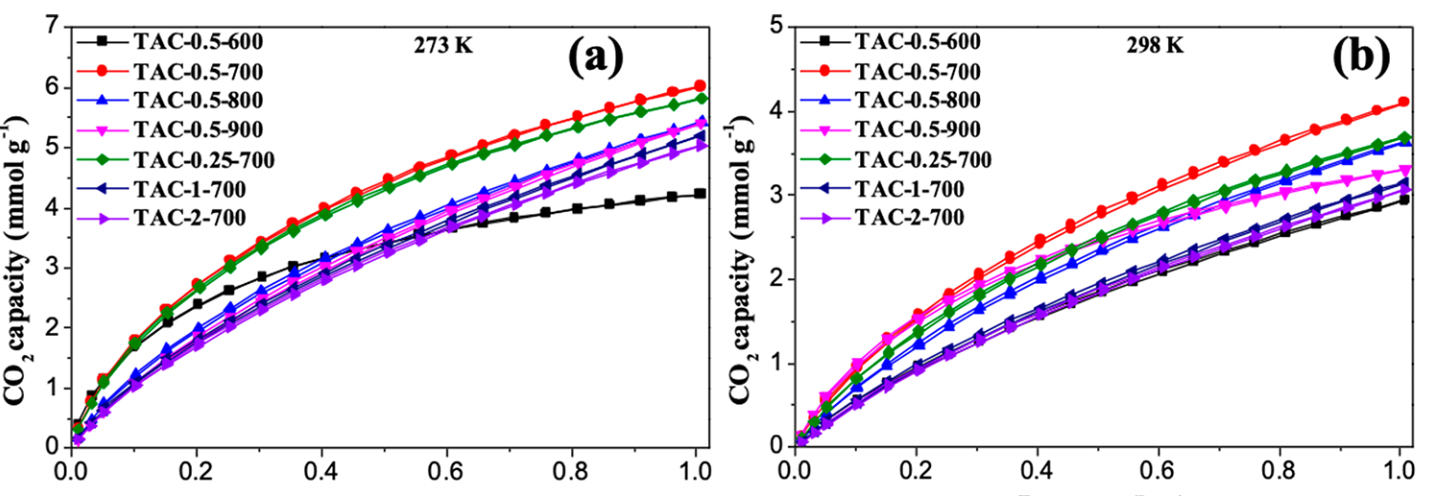 7
6
5
4
3
2
1
0
CO2 capacity (mmol g-1)
TAC-0.5-600
TAC-0.5-700
TAC-0.5-800
TAC-0.5-900
TAC-0.25-700
TAC-1-700
TAC-2-700
273 K
(a)
0.0 0.2 0.4 0.6 0.8 1.0
5
4
3
2
1
0
CO2 capacity (mmol g-1)
TAC-0.5-600
TAC-0.5-700
TAC-0.5-800
TAC-0.5-900
TAC-0.25-700
TAC-1-700
TAC-2-700
298 K
(b)
0.0 0.2 0.4 0.6 0.8 1.0